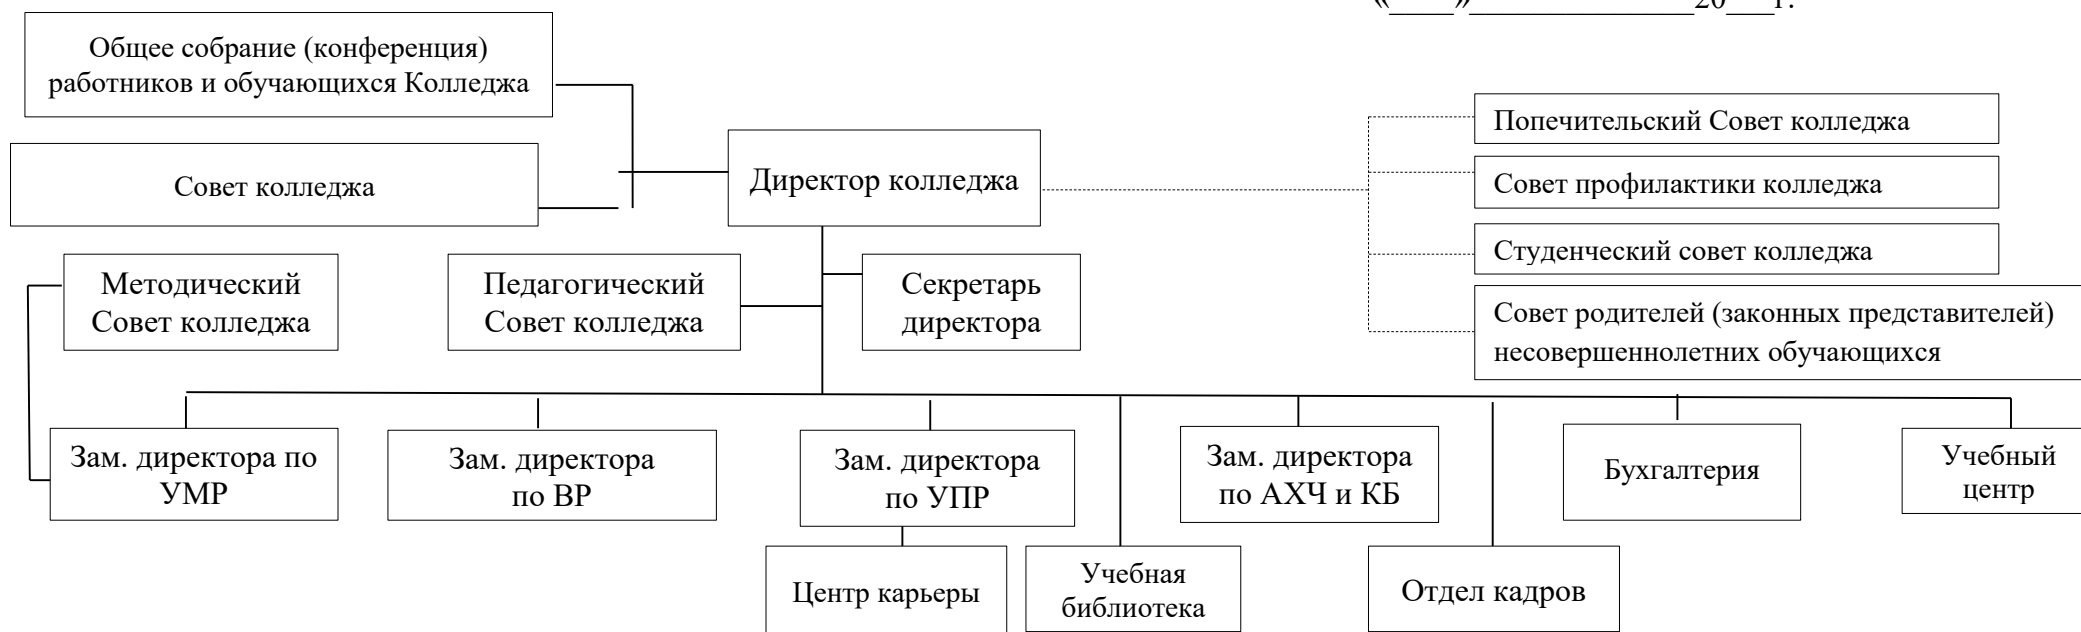 «____»______________20___г.
Общее собрание (конференция)
работников и обучающихся Колледжа
Совет колледжа
Директор колледжа
Попечительский Совет колледжа
Совет профилактики колледжа
Студенческий совет колледжа
Совет родителей (законных представителей)
несовершеннолетних обучающихся
Методический
Совет колледжа
Педагогический
Совет колледжа
Секретарь
директора
Зам. директора по
УМР
Зам. директора
по ВР
Зам. директора
по УПР
Зам. директора
по АХЧ и КБ
Бухгалтерия
Учебный
центр
Центр карьеры
Учебная
библиотека
Отдел кадров